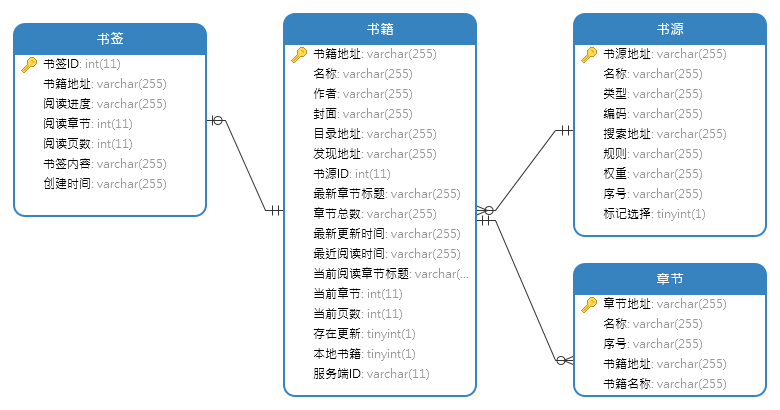 书签
书签ID: int(11)
书籍地址: varchar(255)
阅读进度: varchar(255)
阅读章节: int(11)
阅读页数: int(11)
书签内容: varchar(255)
创建时间: varchar(255)
书籍
书籍地址: varchar(255)
名称: varchar(255)
作者: varchar(255)
封面: varchar(255)
目录地址: varchar(255)
发现地址: varchar(255)
书源ID: int(11)
最新章节标题: varchar(255)
章节总数: varchar(255)
最新更新时间: varchar(255)
最近阅读时间: varchar(255)
当前阅读章节标题: varchar(...
当前章节: int(11)
当前页数: int(11)
存在更新: tinyint(1)
本地书籍: tinyint(1)
服务端ID: varchar(11)
书源
书源地址: varchar(255)
名称: varchar(255)
类型: varchar(255)
编码: varchar(255)
搜索地址: varchar(255)
规则: varchar(255)
权重: varchar(255)
序号: varchar(255)
标记选择: tinyint(1)
章节
章节地址: varchar(255)
名称: varchar(255)
序号: varchar(255)
书籍地址: varchar(255)
书籍名称: varchar(255)